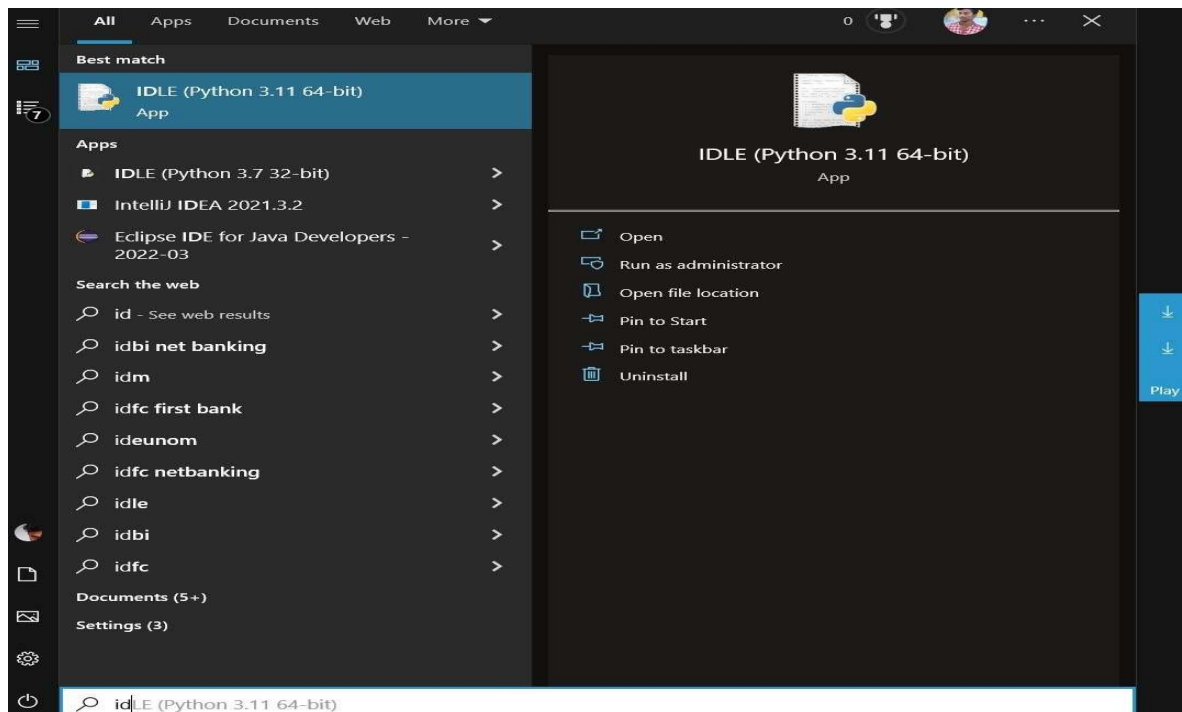 All Apps Documents Web More 0 ...
Best match
IDLE (Python 3.11 64-bit)
App
Apps
IDLE (Python 3.7 32-bit)
IntelliJ IDEA 2021.3.2
Eclipse IDE for Java Developers -
2022-03
Search the web
id - See web results
idbi net banking
idm
idfc first bank
ideunom
idfc netbanking
idle
idbi
idfc
Documents (5+)
Settings (3)
idLE (Python 3.11 64-bit)
7
IDLE (Python 3.11 64-bit)
App
Open
Run as administrator
Open file location
Pin to Start
Pin to taskbar
Uninstall
Play